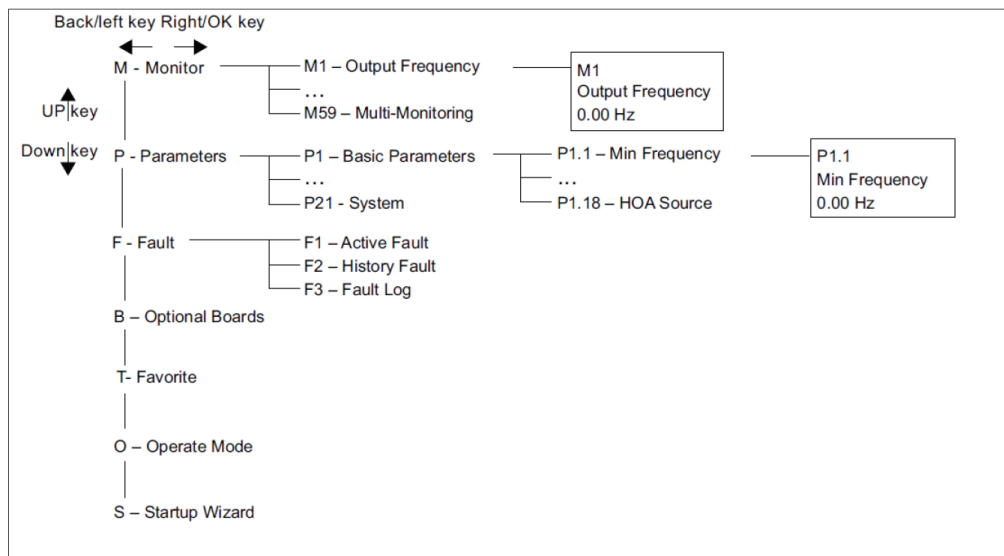 Back/left key Right/OK key
M - Monitor
M1 – Output Frequency
...
M59 – Multi-Monitoring
M1
Output Frequency
0.00 Hz
UP key
Down key
P - Parameters
P1 – Basic Parameters
...
P21 - System
P1.1 – Min Frequency
...
P1.18 – HOA Source
P1.1
Min Frequency
0.00 Hz
F - Fault
F1 – Active Fault
F2 – History Fault
F3 – Fault Log
B – Optional Boards
T- Favorite
O – Operate Mode
S – Startup Wizard